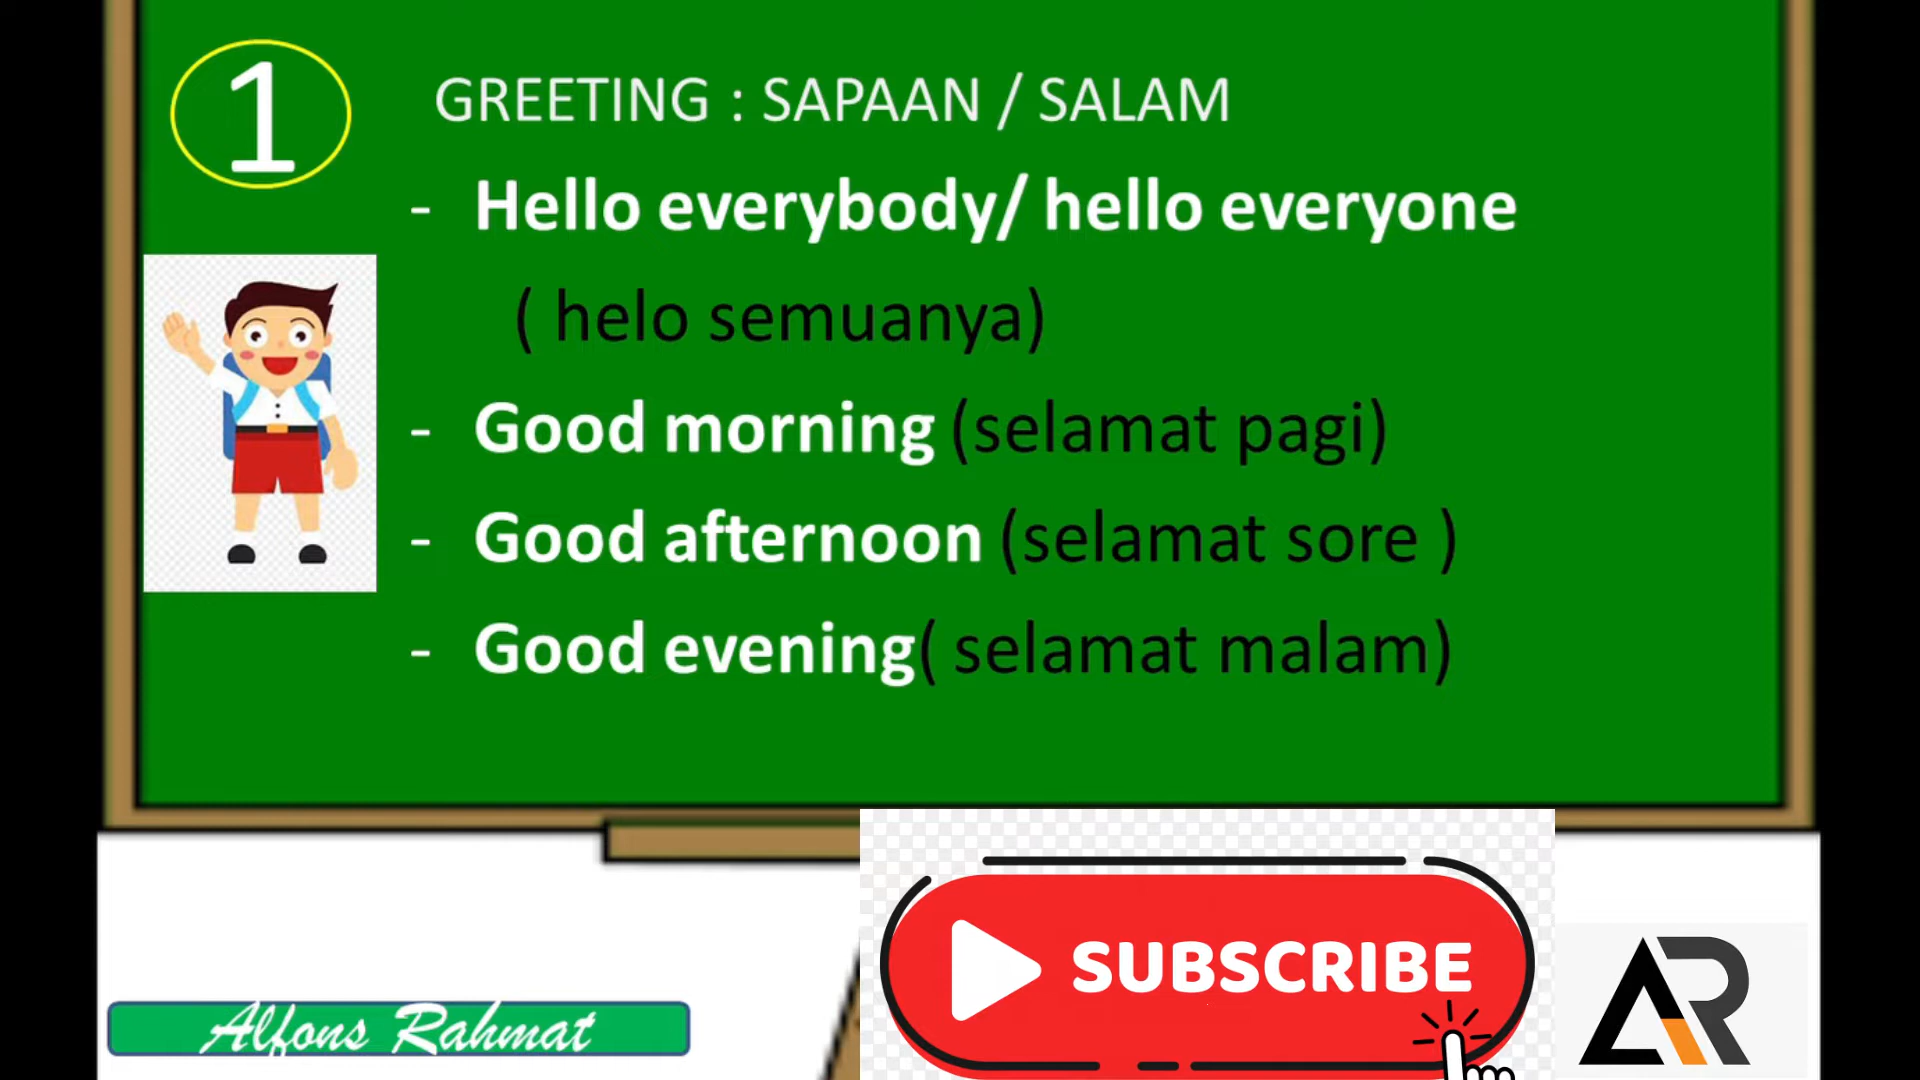 1
GREETING : SAPAAN / SALAM
- Hello everybody/ hello everyone
( helo semuanya)
- Good morning (selamat pagi)
- Good afternoon (selamat sore )
- Good evening( selamat malam)
SUBSCRIBE
Alfons Rahmat
AR